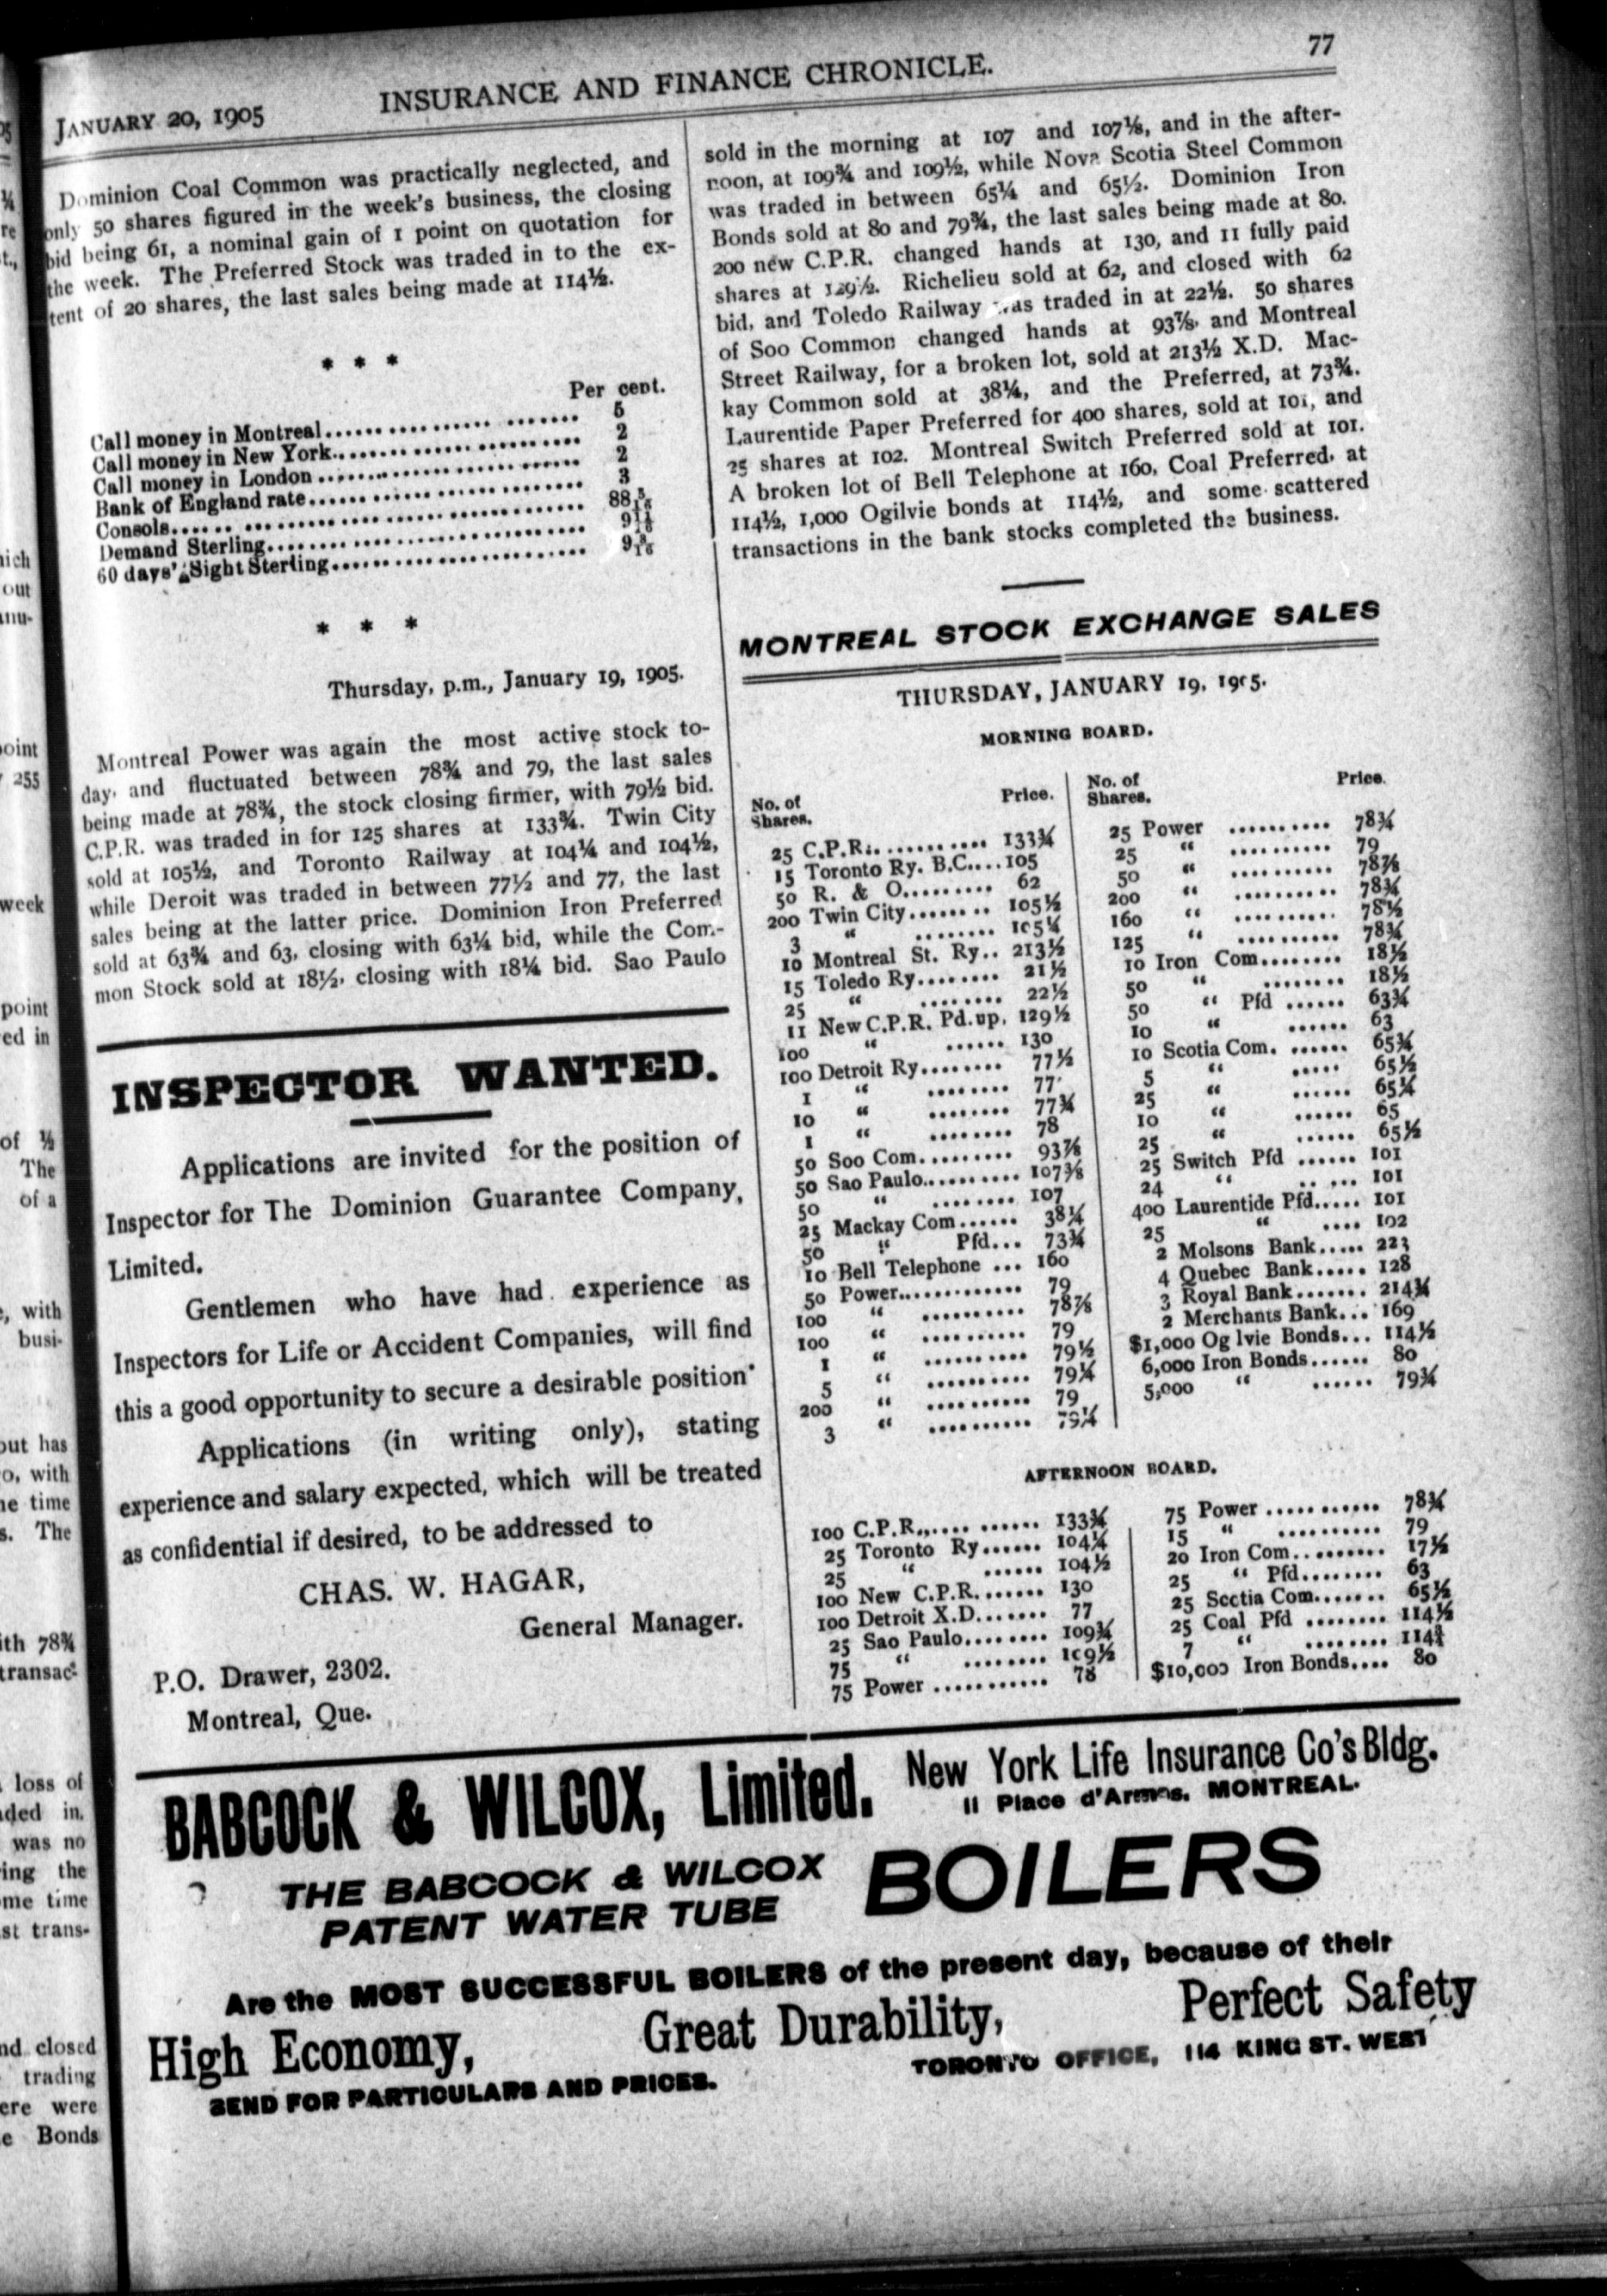 JANUARY 20, 1905
INSURANCE AND FINANCE CHRONICLE.
77
Dominion Coal Common was practically neglected, and
only 50 shares figured in the week's business, the closing
bid being 61, a nominal gain of 1 point on quotation for
the week. The Preferred Stock was traded in to the ex-
tent of 20 shares, the last sales being made at 114½.
* * *
Per cent.
Call money in Montreal.................... 5
Call money in New York.................... 2
Call money in London .................... 2
Bank of England rate.................... 3
Consols.................... 88 5/16
Demand Sterling.................... 9 11/16
60 days' Sight Sterling.................... 9 3/16
* * *
Thursday, p.m., January 19, 1905.
Montreal Power was again the most active stock to-
day, and fluctuated between 78¾ and 79, the last sales
being made at 78¾, the stock closing firmer, with 79½ bid.
C.P.R. was traded in for 125 shares at 133¾. Twin City
sold at 105½, and Toronto Railway at 104¼ and 104½,
while Deroit was traded in between 77½ and 77, the last
sales being at the latter price. Dominion Iron Preferred
sold at 63¾ and 63, closing with 63¼ bid, while the Com-
mon Stock sold at 18½, closing with 18¼ bid. Sao Paulo
INSPECTOR WANTED.
Applications are invited for the position of
Inspector for The Dominion Guarantee Company,
Limited.
Gentlemen who have had experience as
Inspectors for Life or Accident Companies, will find
this a good opportunity to secure a desirable position
Applications (in writing only), stating
experience and salary expected, which will be treated
as confidential if desired, to be addressed to
CHAS. W. HAGAR,
General Manager.
P.O. Drawer, 2302.
Montreal, Que.
sold in the morning at 107 and 107⅛, and in the after-
noon, at 109¾ and 109½, while Nova Scotia Steel Common
was traded in between 65¼ and 65½. Dominion Iron
Bonds sold at 80 and 79¾, the last sales being made at 80.
200 new C.P.R. changed hands at 130, and 11 fully paid
shares at 129½. Richelieu sold at 62, and closed with 62
bid, and Toledo Railway was traded in at 22½. 50 shares
of Soo Common changed hands at 93⅞, and Montreal
Street Railway, for a broken lot, sold at 213½ X.D. Mac-
kay Common sold at 38¼, and the Preferred, at 73¾.
Laurentide Paper Preferred for 400 shares, sold at 101, and
25 shares at 102. Montreal Switch Preferred sold at 101.
A broken lot of Bell Telephone at 160, Coal Preferred, at
114½, 1,000 Ogilvie bonds at 114½, and some scattered
transactions in the bank stocks completed the business.
MONTREAL STOCK EXCHANGE SALES
THURSDAY, JANUARY 19, 1905.
MORNING BOARD.
No. of Shares. Price.
25 C.P.R............ 133¾
15 Toronto Ry. B.C.... 105
50 R. & O......... 62
200 Twin City........ 105½
3 " ........ 105¼
10 Montreal St. Ry.. 213½
15 Toledo Ry........ 21½
25 " ........ 22½
11 New C.P.R. Pd. up. 129½
100 " ...... 130
100 Detroit Ry........ 77½
1 " ........ 77
10 " ........ 77¾
1 " ........ 78
50 Soo Com......... 93⅞
50 Sao Paulo.......... 107⅜
50 " ........ 107
25 Mackay Com...... 38¼
50 " Pfd... 73¾
10 Bell Telephone ... 160
50 Power............ 79
100 " .......... 78⅞
100 " .......... 79
1 " .......... 79½
5 " .......... 79¼
200 " .......... 79
3 " .......... 79¼
No. of Shares. Price.
25 Power .......... 78¾
25 " .......... 79
50 " .......... 78⅞
200 " .......... 78¾
160 " .......... 78½
125 " .......... 78¾
10 Iron Com........ 18½
50 " ........ 18½
50 " Pfd ...... 63¾
10 " ...... 63
10 Scotia Com. ...... 65¾
5 " ..... 65½
25 " ...... 65¼
10 " ...... 65
25 " ...... 65½
25 Switch Pfd ...... 101
24 " ..... 101
400 Laurentide Pfd..... 101
25 " .... 102
2 Molsons Bank..... 223
4 Quebec Bank..... 128
3 Royal Bank....... 214¾
2 Merchants Bank... 169
$1,000 Og lvie Bonds... 114½
6,000 Iron Bonds...... 80
5,000 " ...... 79¾
AFTERNOON BOARD.
100 C.P.R........... 133¾
25 Toronto Ry...... 104¼
25 " ...... 104½
100 New C.P.R....... 130
100 Detroit X.D....... 77
25 Sao Paulo........ 109¾
75 " ........ 109½
75 Power ........... 78
75 Power ........... 78¾
15 " .......... 79
20 Iron Com......... 17½
25 " Pfd........ 63
25 Scotia Com....... 65½
25 Coal Pfd ........ 114½
7 " ........ 114¾
$10,000 Iron Bonds.... 80
BABCOCK & WILCOX, Limited.
New York Life Insurance Co's Bldg.
11 Place d'Armes, MONTREAL.
THE BABCOCK & WILCOX
PATENT WATER TUBE
BOILERS
Are the MOST SUCCESSFUL BOILERS of the present day, because of their
High Economy, Great Durability, Perfect Safety
SEND FOR PARTICULARS AND PRICES.
TORONTO OFFICE, 114 KING ST. WEST